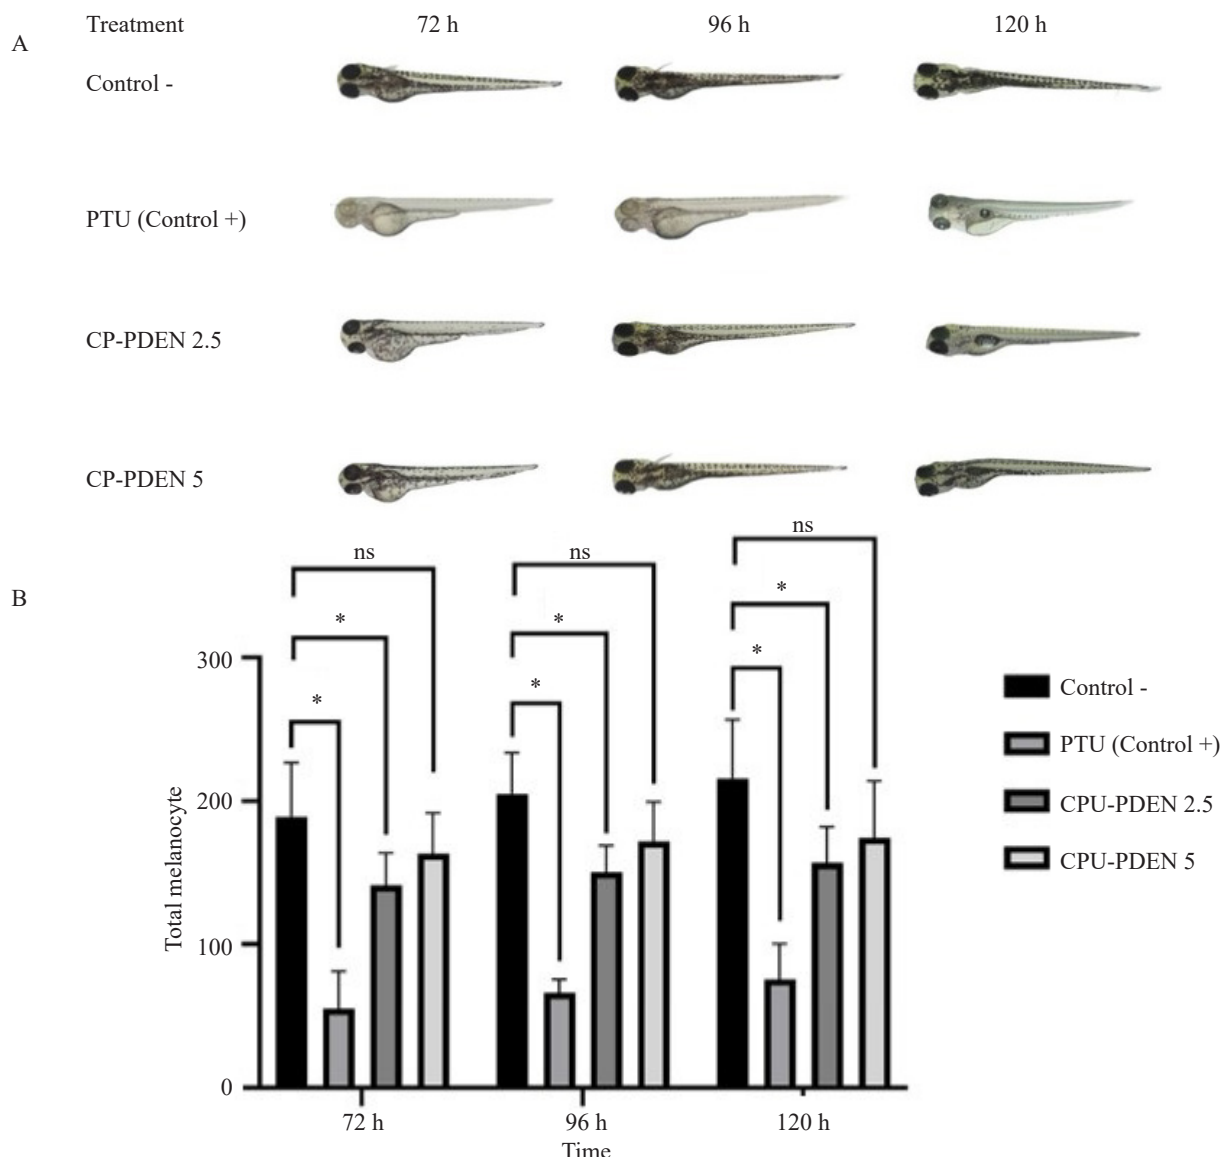 A
Treatment 72 h 96 h 120 h
Control -
PTU (Control +)
CP-PDEN 2.5
CP-PDEN 5
B
ns ns ns
* * *
* * *
300
200
100
0
Total melanocyte
72 h 96 h 120 h
Time
Control -
PTU (Control +)
CPU-PDEN 2.5
CPU-PDEN 5